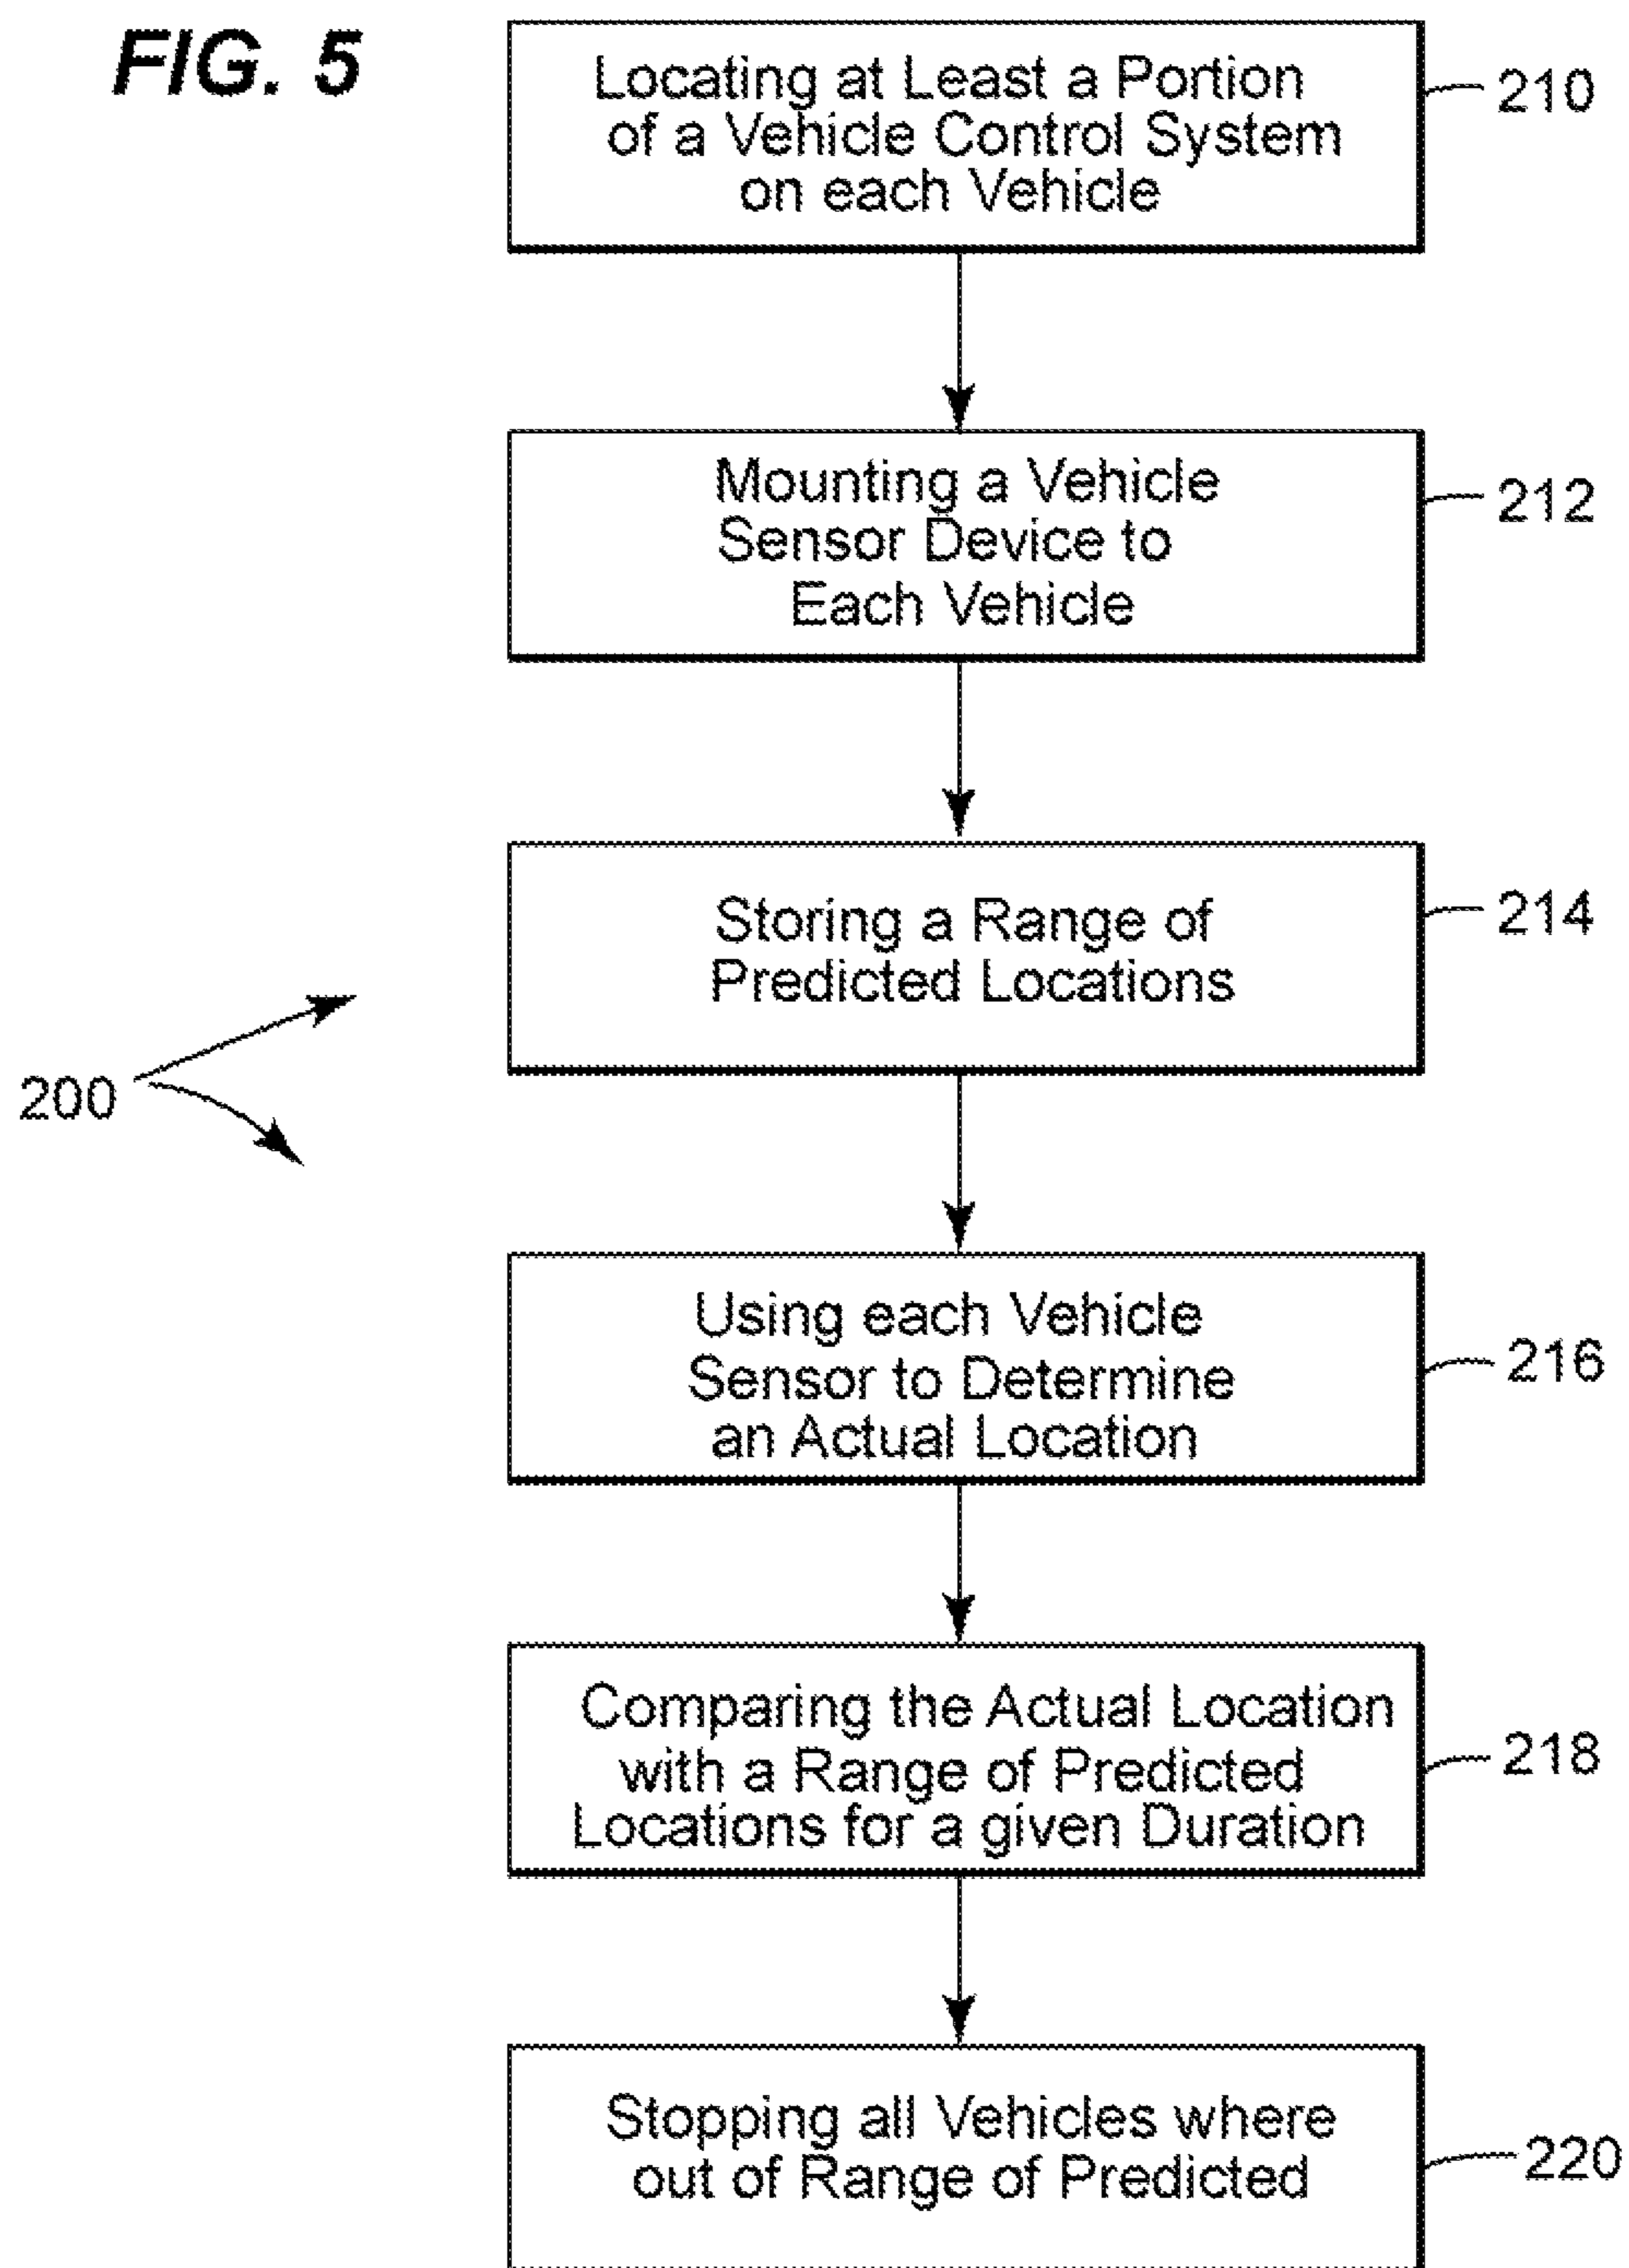 FIG. 5
Locating at Least a Portion
of a Vehicle Control System
on each Vehicle
210
Mounting a Vehicle
Sensor Device to
Each Vehicle
212
Storing a Range of
Predicted Locations
214
200
Using each Vehicle
Sensor to Determine
an Actual Location
216
Comparing the Actual Location
with a Range of Predicted
Locations for a given Duration
218
Stopping all Vehicles where
out of Range of Predicted
220